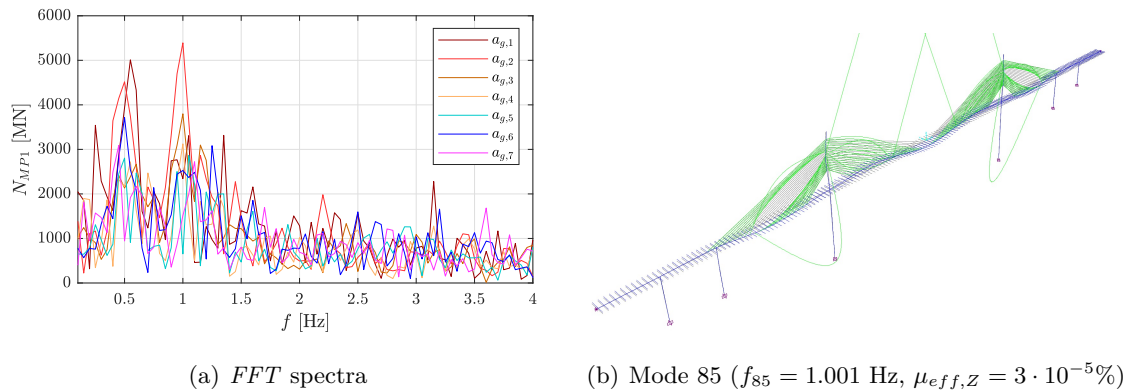 6000
5000
4000
3000
2000
1000
0
N_{MP1} [MN]
0.5 1 1.5 2 2.5 3 3.5 4
f [Hz]
a_{g,1}
a_{g,2}
a_{g,3}
a_{g,4}
a_{g,5}
a_{g,6}
a_{g,7}
(a) FFT spectra
(b) Mode 85 (f_{85} = 1.001 Hz, μ_{eff,Z} = 3 · 10^{-5}%)